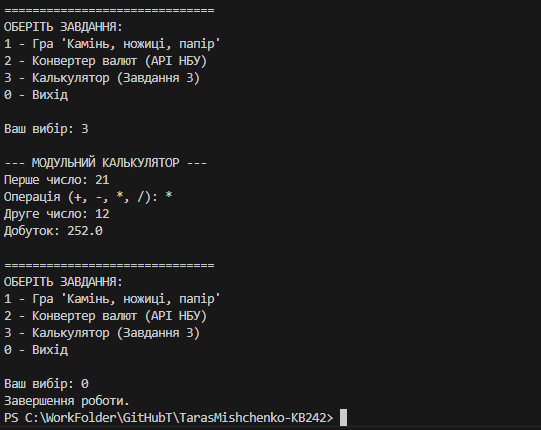 ==============================
ОБЕРІТЬ ЗАВДАННЯ:
1 - Гра 'Камінь, ножиці, папір'
2 - Конвертер валют (API НБУ)
3 - Калькулятор (Завдання 3)
0 - Вихід
Ваш вибір: 3
--- МОДУЛЬНИЙ КАЛЬКУЛЯТОР ---
Перше число: 21
Операція (+, -, *, /): *
Друге число: 12
Добуток: 252.0
==============================
ОБЕРІТЬ ЗАВДАННЯ:
1 - Гра 'Камінь, ножиці, папір'
2 - Конвертер валют (API НБУ)
3 - Калькулятор (Завдання 3)
0 - Вихід
Ваш вибір: 0
Завершення роботи.
PS C:\WorkFolder\GitHubT\TarasMishchenko-KB242>